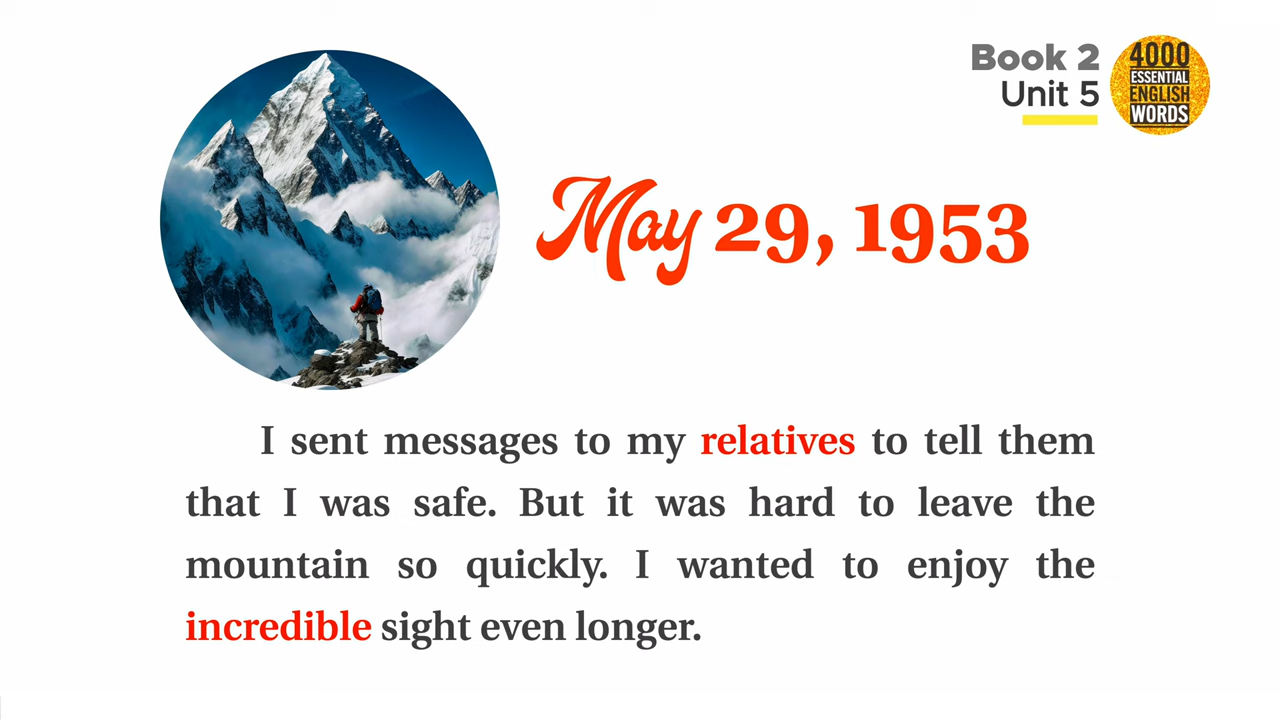 Book 2
Unit 5
4000
ESSENTIAL
ENGLISH
WORDS
May 29, 1953
I sent messages to my relatives to tell them
that I was safe. But it was hard to leave the
mountain so quickly. I wanted to enjoy the
incredible sight even longer.